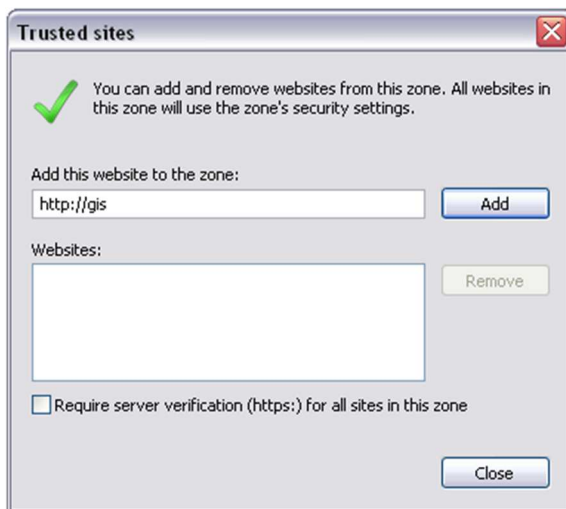 Trusted sites
You can add and remove websites from this zone. All websites in
this zone will use the zone's security settings.
Add this website to the zone:
http://gis
Add
Websites:
Remove
Require server verification (https:) for all sites in this zone
Close